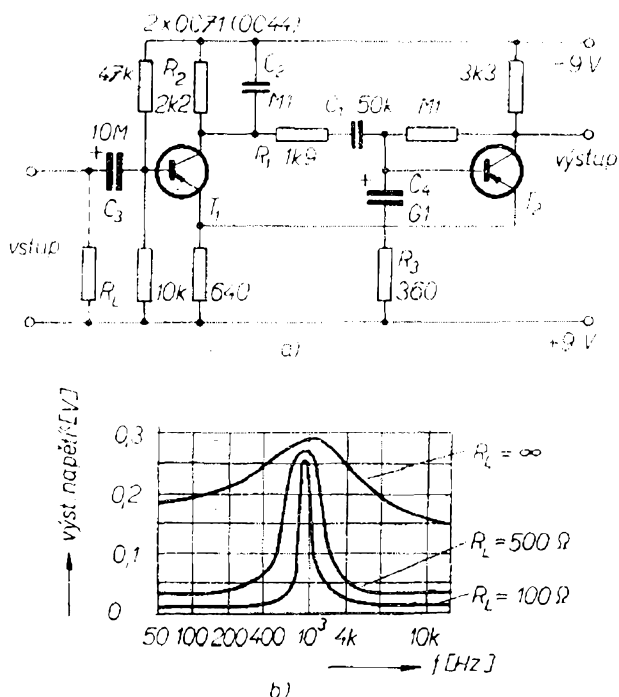 2×OC71 (OC44)
47k
R2
2k2
C2
M1
3k3
-9V
10M
+
C3
T1
R1
1k9
C1
50k
M1
+
C4
G1
T2
výstup
vstup
RL
10k
640
R3
360
+9V
a)
výst. napětí [V]
0,3
0,2
0,1
0
RL = ∞
RL = 500 Ω
RL = 100 Ω
50 100 200 400 10³ 4k 10k
f [Hz]
b)